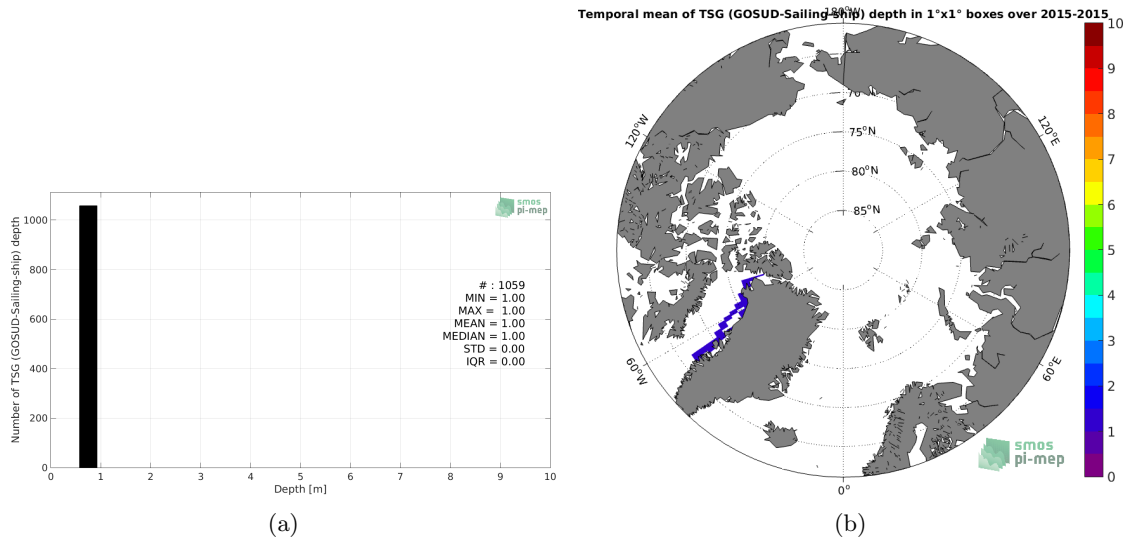 Number of TSG (GOSUD-Sailing-ship) depth
1000
800
600
400
200
0
0 1 2 3 4 5 6 7 8 9 10
Depth [m]
smos
pi-mep
# : 1059
MIN = 1.00
MAX = 1.00
MEAN = 1.00
MEDIAN = 1.00
STD = 0.00
IQR = 0.00
(a)
Temporal mean of TSG (GOSUD-Sailing-ship) depth in 1°x1° boxes over 2015-2015
180°W
120°W
120°E
70°N
75°N
80°N
85°N
60°W
60°E
0°
smos
pi-mep
10
9
8
7
6
5
4
3
2
1
0
(b)